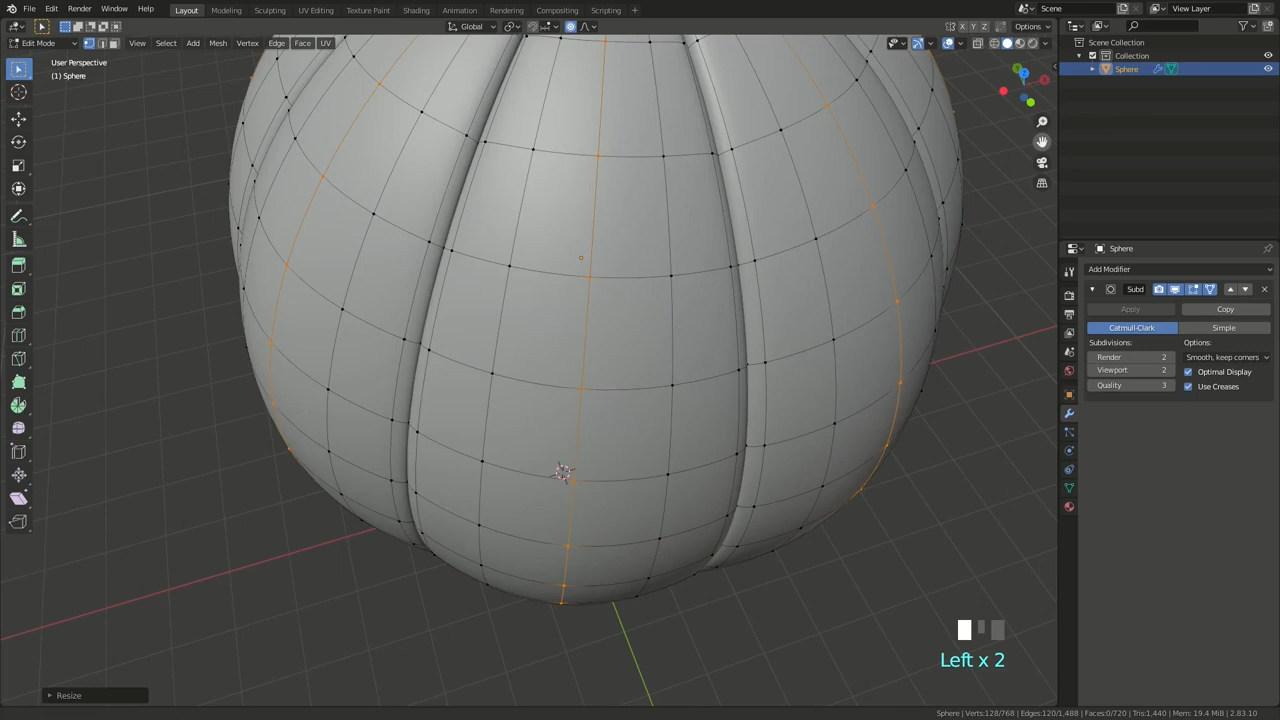 File Edit Render Window Help
Layout Modeling Sculpting UV Editing Texture Paint Shading Animation Rendering Compositing Scripting +
Scene
View Layer
Global
X Y Z
Options
Edit Mode
View Select Add Mesh Vertex Edge Face UV
User Perspective
(1) Sphere
Scene Collection
Collection
Sphere
Sphere
Add Modifier
Subd
Apply
Copy
Catmull-Clark
Simple
Subdivisions:
Options:
Render 2
Smooth, keep corners
Viewport 2
Optimal Display
Quality 3
Use Creases
Left x 2
Resize
Sphere | Verts:128/768 | Edges:120/1,488 | Faces:0/720 | Tris:1,440 | Mem: 19.4 MiB | 2.83.10